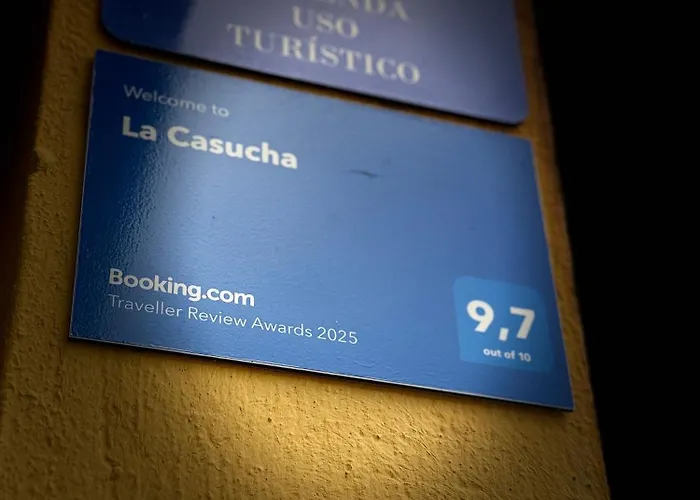 USO
TURÍSTICO
Welcome to
La Casucha
Booking.com
Traveller Review Awards 2025
9,7
out of 10